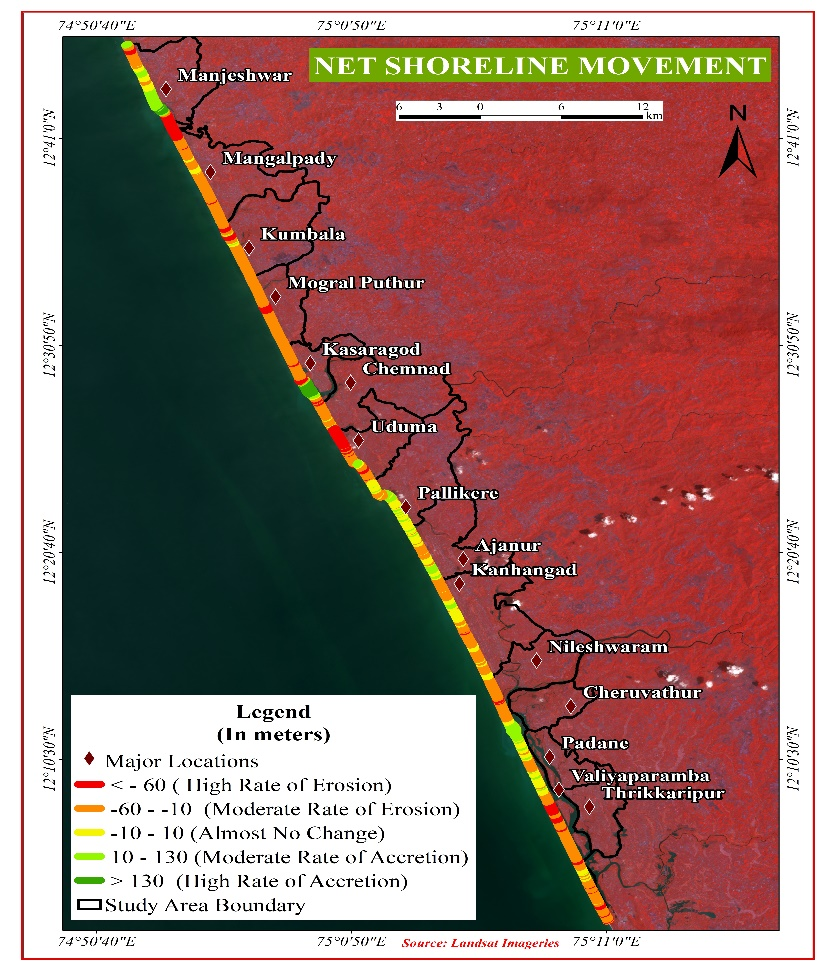 74°50'40"E 75°0'50"E 75°11'0"E
NET SHORELINE MOVEMENT
6 3 0 6 12
km
N
12°41'0"N 12°41'0"N
12°30'50"N 12°30'50"N
12°20'40"N 12°20'40"N
12°10'30"N 12°10'30"N
Manjeshwar
Mangalpady
Kumbala
Mogral Puthur
Kasaragod
Chemnad
Uduma
Pallikere
Ajanur
Kanhangad
Nileshwaram
Cheruvathur
Padane
Valiyaparamba
Thrikkaripur
Legend
(In meters)
Major Locations
< - 60 ( High Rate of Erosion)
-60 - -10 (Moderate Rate of Erosion)
-10 - 10 (Almost No Change)
10 - 130 (Moderate Rate of Accretion)
> 130 (High Rate of Accretion)
Study Area Boundary
74°50'40"E 75°0'50"E Source: Landsat Imageries 75°11'0"E